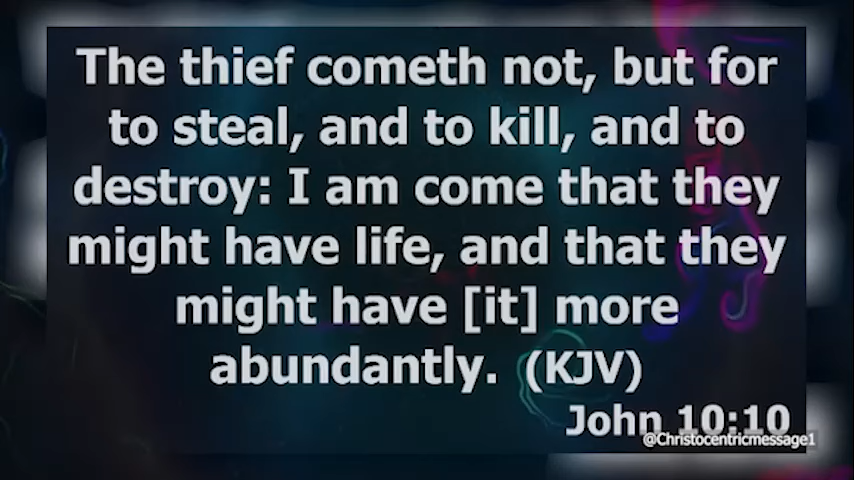 The thief cometh not, but for
to steal, and to kill, and to
destroy: I am come that they
might have life, and that they
might have [it] more
abundantly. (KJV)
John 10:10
@Christocentricmessage1